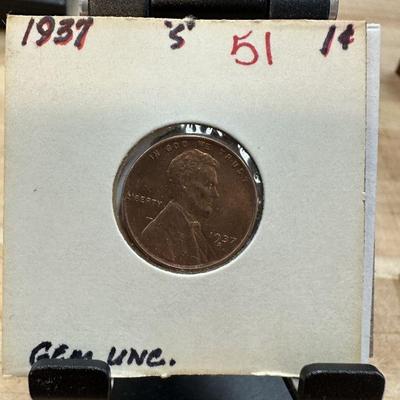 1937 "S" 51 1¢
IN GOD WE TRUST
LIBERTY
1937
S
GEM UNC.